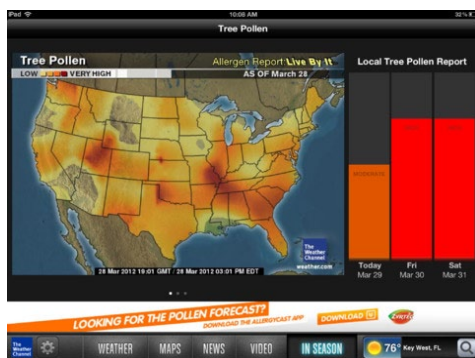 iPad
10:05 AM
32%
Tree Pollen
Tree Pollen
Allergen Report: Live By It
LOW
VERY HIGH
AS OF March 28
Local Tree Pollen Report
MODERATE
The
Weather
Channel
weather.com
28 Mar 2012 19:01 GMT / 28 Mar 2012 03:01 PM EDT
Today
Mar 29
Fri
Mar 30
Sat
Mar 31
LOOKING FOR THE POLLEN FORECAST?
DOWNLOAD THE ALLERGYCAST APP
DOWNLOAD
ZYRTEC
The
Weather
Channel
WEATHER
MAPS
NEWS
VIDEO
IN SEASON
76°
Key West, FL